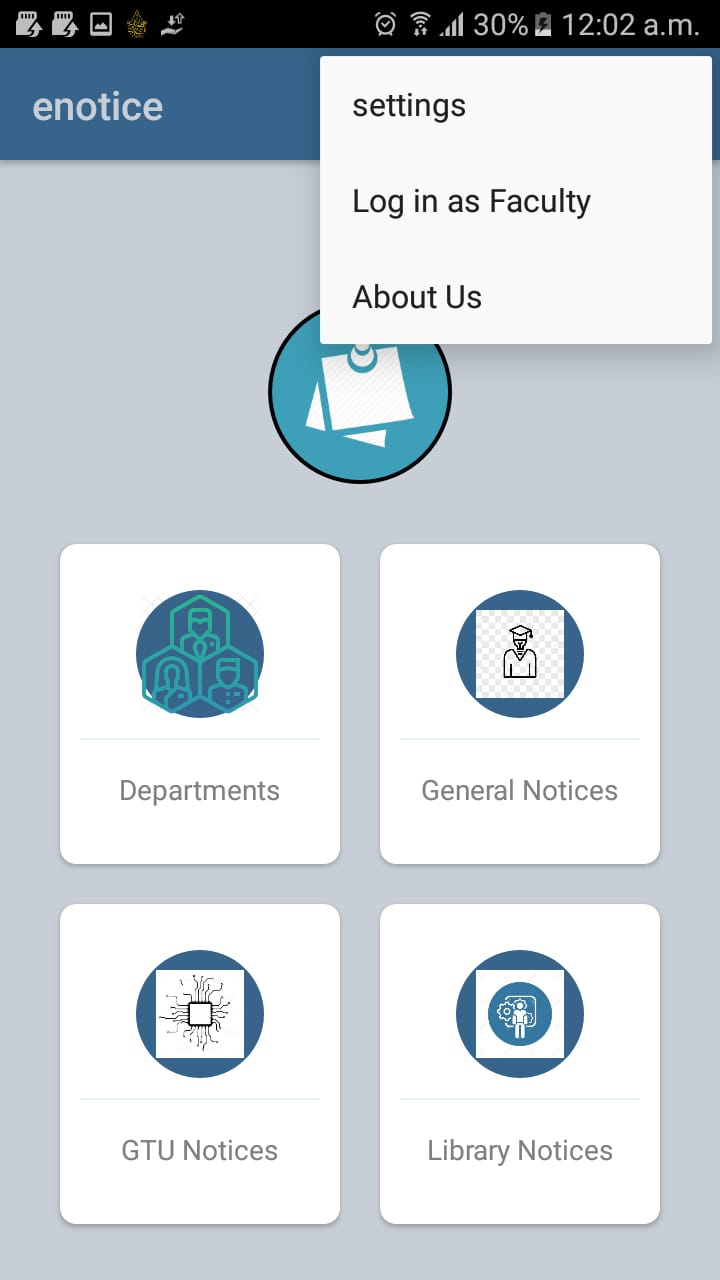 30% 12:02 a.m.
enotice
settings
Log in as Faculty
About Us
Departments
General Notices
GTU Notices
Library Notices